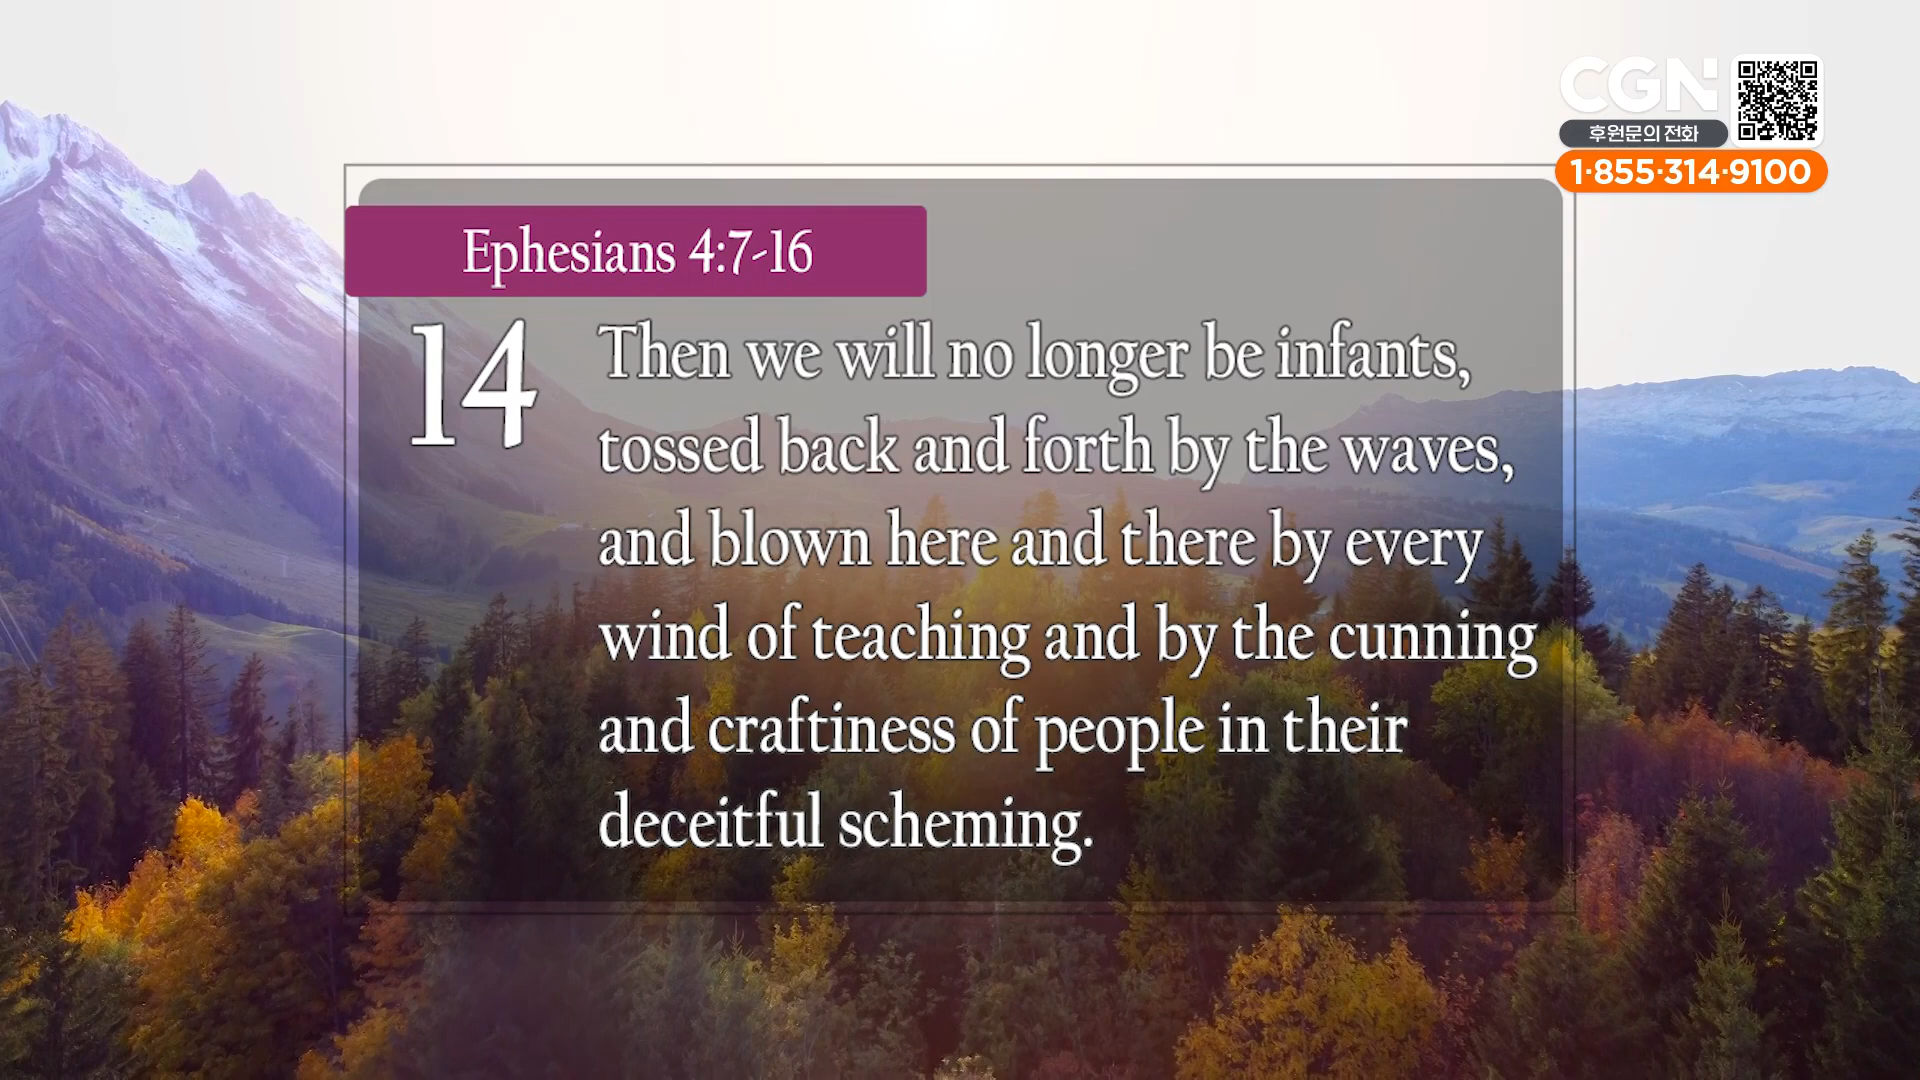 CGN
후원문의 전화
1·855·314·9100
Ephesians 4:7-16
14 Then we will no longer be infants,
tossed back and forth by the waves,
and blown here and there by every
wind of teaching and by the cunning
and craftiness of people in their
deceitful scheming.